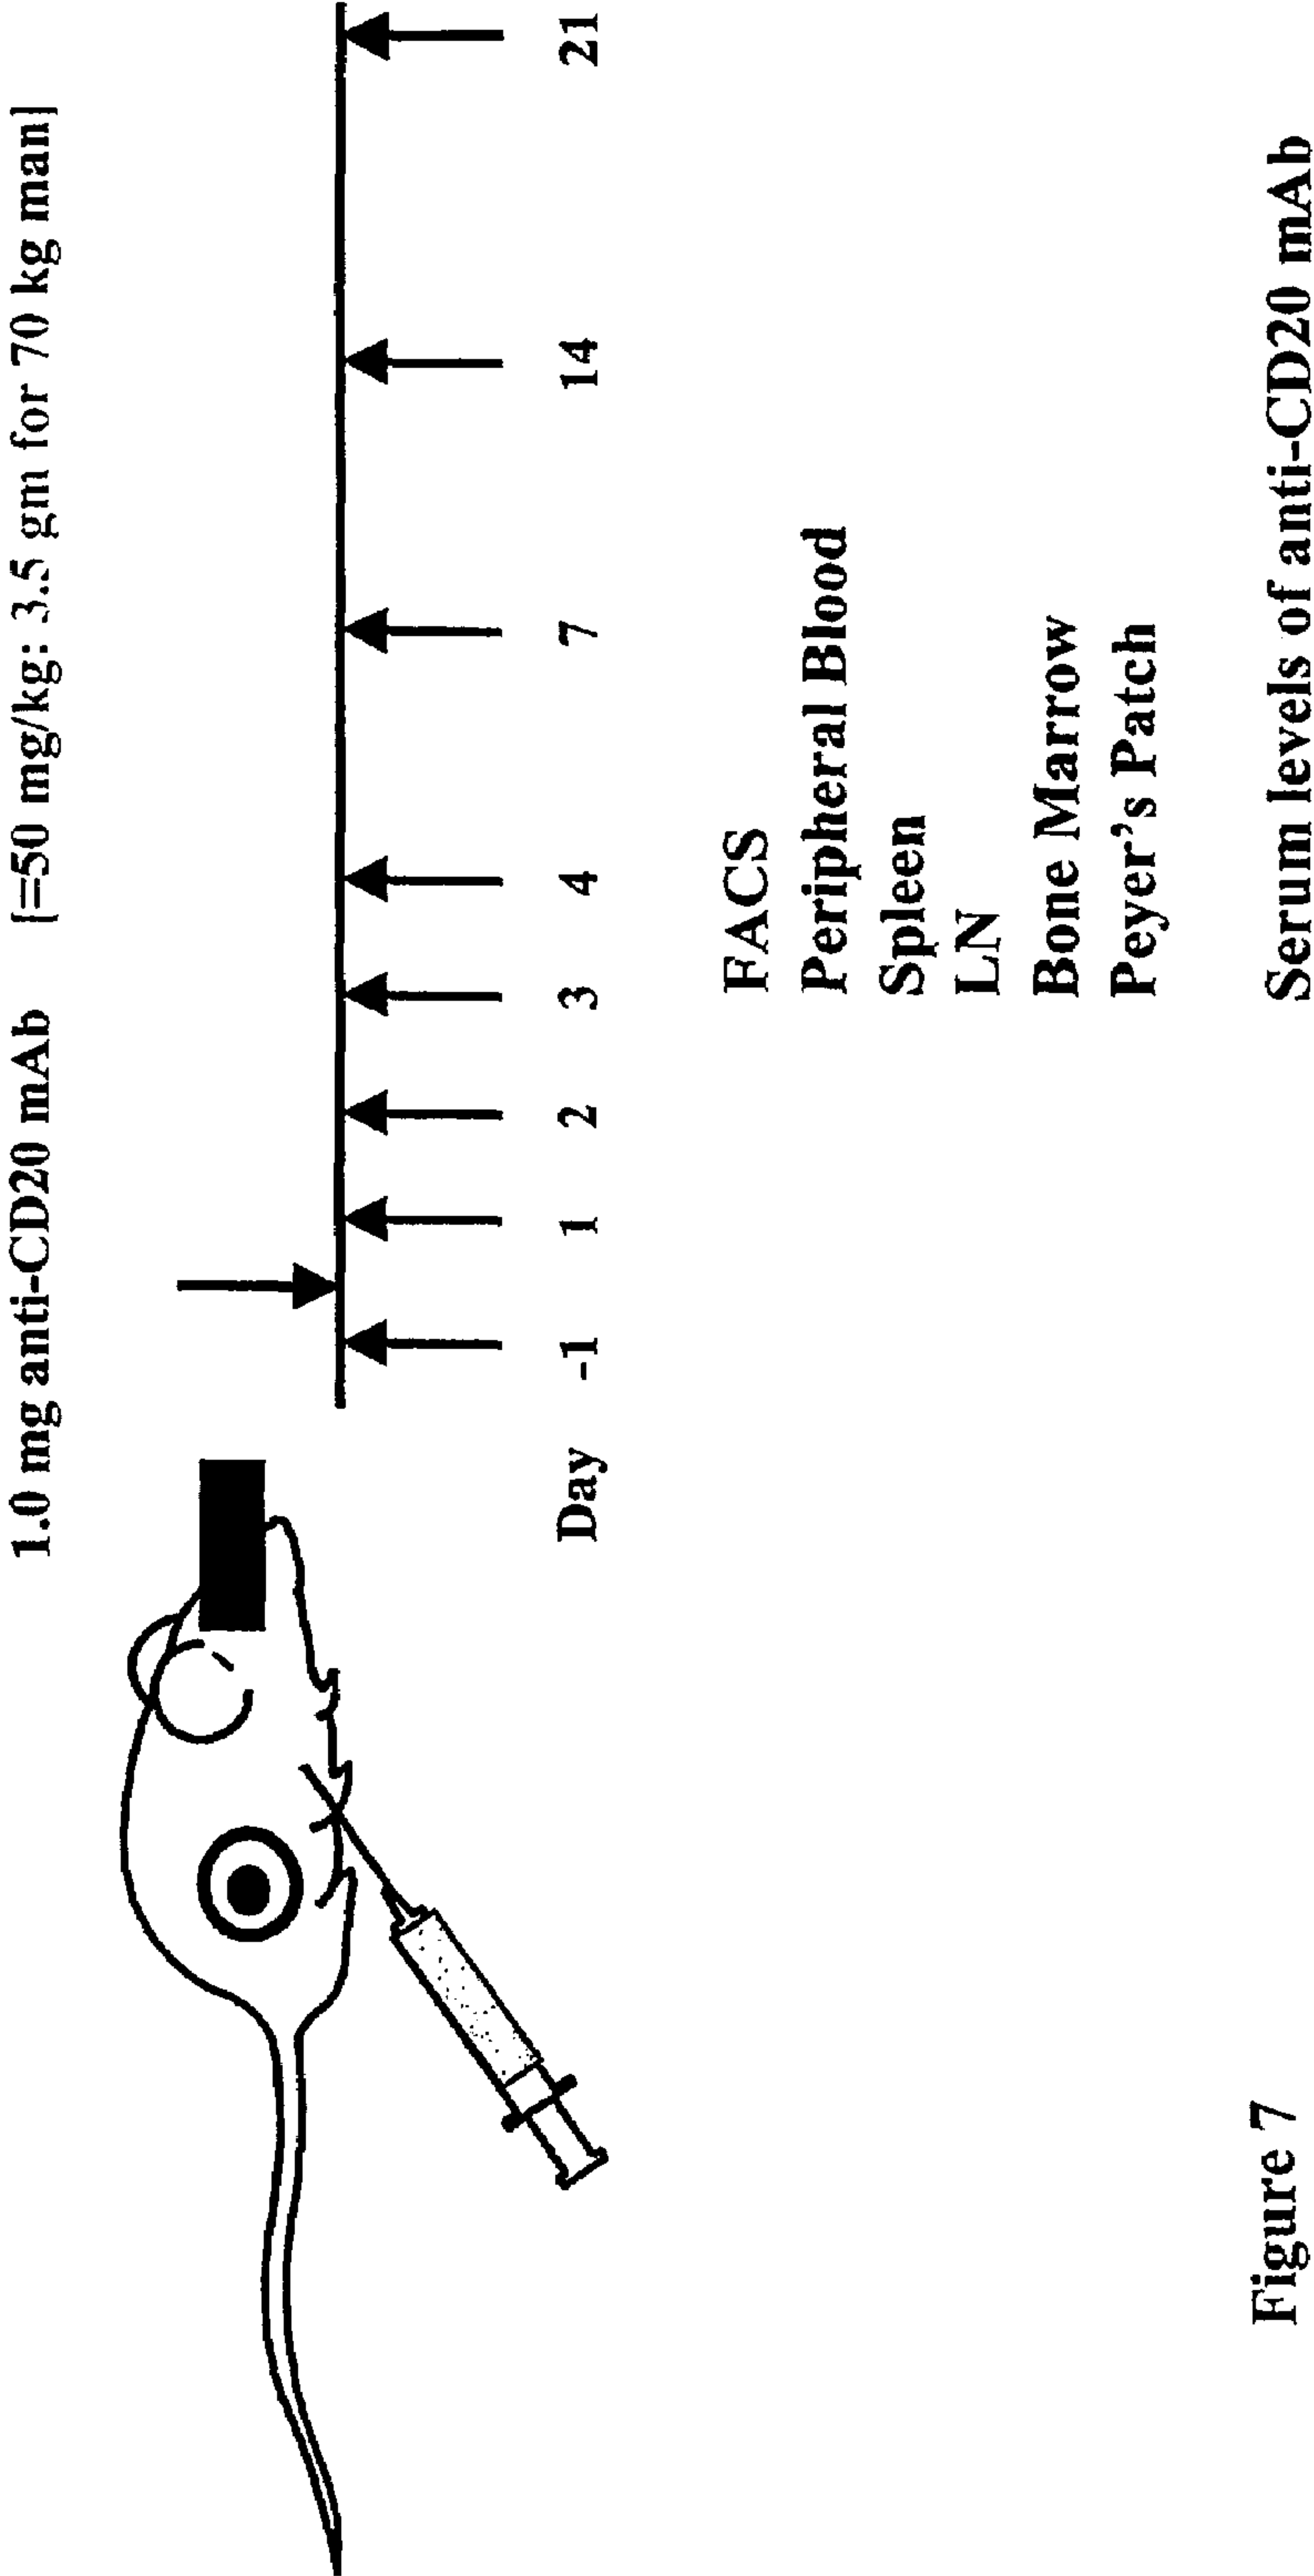 1.0 mg anti-CD20 mAb [=50 mg/kg: 3.5 gm for 70 kg man]
Day -1 1 2 3 4 7 14 21
FACS
Peripheral Blood
Spleen
LN
Bone Marrow
Peyer's Patch
Serum levels of anti-CD20 mAb
Figure 7